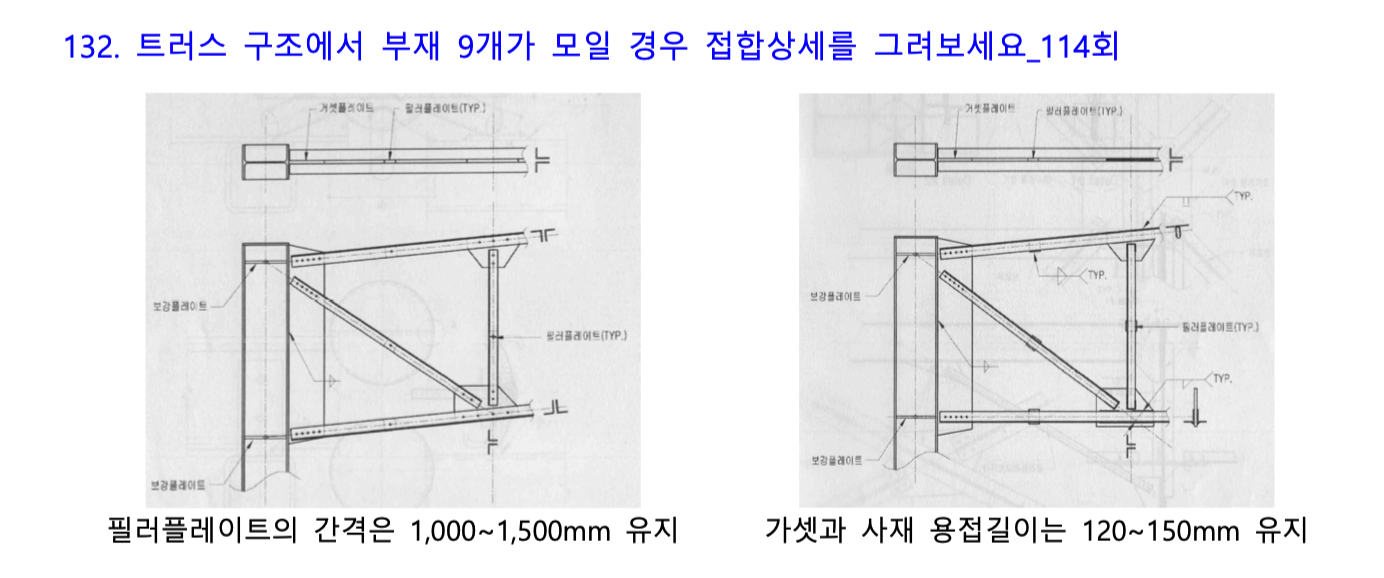 132. 트러스 구조에서 부재 9개가 모일 경우 접합상세를 그려보세요_114회
거셋플레이트
필러플레이트(TYP.)
보강플레이트
필러플레이트(TYP.)
보강플레이트
필러플레이트의 간격은 1,000~1,500mm 유지
거셋플레이트
필러플레이트(TYP.)
TYP.
TYP.
보강플레이트
필러플레이트(TYP.)
TYP.
보강플레이트
가셋과 사재 용접길이는 120~150mm 유지